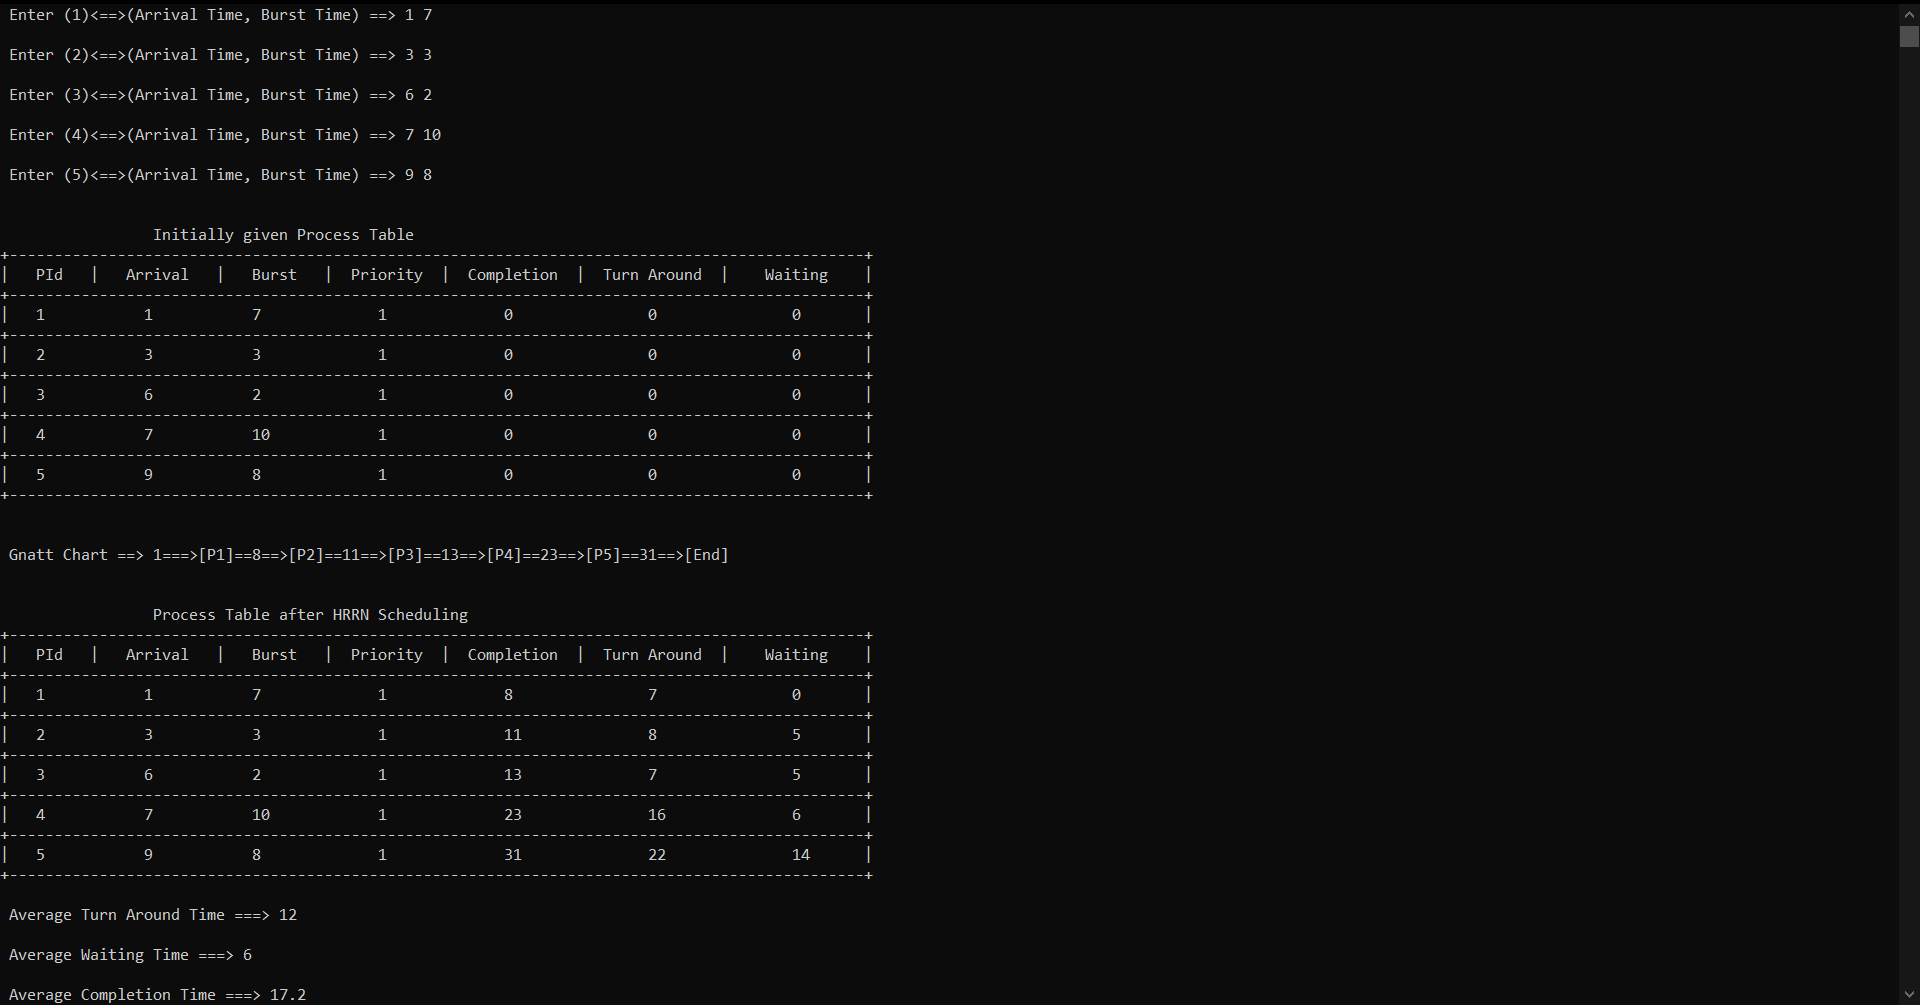 Enter (1)<==>(Arrival Time, Burst Time) ==> 1 7
Enter (2)<==>(Arrival Time, Burst Time) ==> 3 3
Enter (3)<==>(Arrival Time, Burst Time) ==> 6 2
Enter (4)<==>(Arrival Time, Burst Time) ==> 7 10
Enter (5)<==>(Arrival Time, Burst Time) ==> 9 8
Initially given Process Table
+-----------------------------------------------------------------------------------------------+
| PId | Arrival | Burst | Priority | Completion | Turn Around | Waiting |
+-----------------------------------------------------------------------------------------------+
| 1 1 7 1 0 0 0 |
+-----------------------------------------------------------------------------------------------+
| 2 3 3 1 0 0 0 |
+-----------------------------------------------------------------------------------------------+
| 3 6 2 1 0 0 0 |
+-----------------------------------------------------------------------------------------------+
| 4 7 10 1 0 0 0 |
+-----------------------------------------------------------------------------------------------+
| 5 9 8 1 0 0 0 |
+-----------------------------------------------------------------------------------------------+
Gnatt Chart ==> 1===>[P1]==8==>[P2]==11==>[P3]==13==>[P4]==23==>[P5]==31==>[End]
Process Table after HRRN Scheduling
+-----------------------------------------------------------------------------------------------+
| PId | Arrival | Burst | Priority | Completion | Turn Around | Waiting |
+-----------------------------------------------------------------------------------------------+
| 1 1 7 1 8 7 0 |
+-----------------------------------------------------------------------------------------------+
| 2 3 3 1 11 8 5 |
+-----------------------------------------------------------------------------------------------+
| 3 6 2 1 13 7 5 |
+-----------------------------------------------------------------------------------------------+
| 4 7 10 1 23 16 6 |
+-----------------------------------------------------------------------------------------------+
| 5 9 8 1 31 22 14 |
+-----------------------------------------------------------------------------------------------+
Average Turn Around Time ===> 12
Average Waiting Time ===> 6
Average Completion Time ===> 17.2